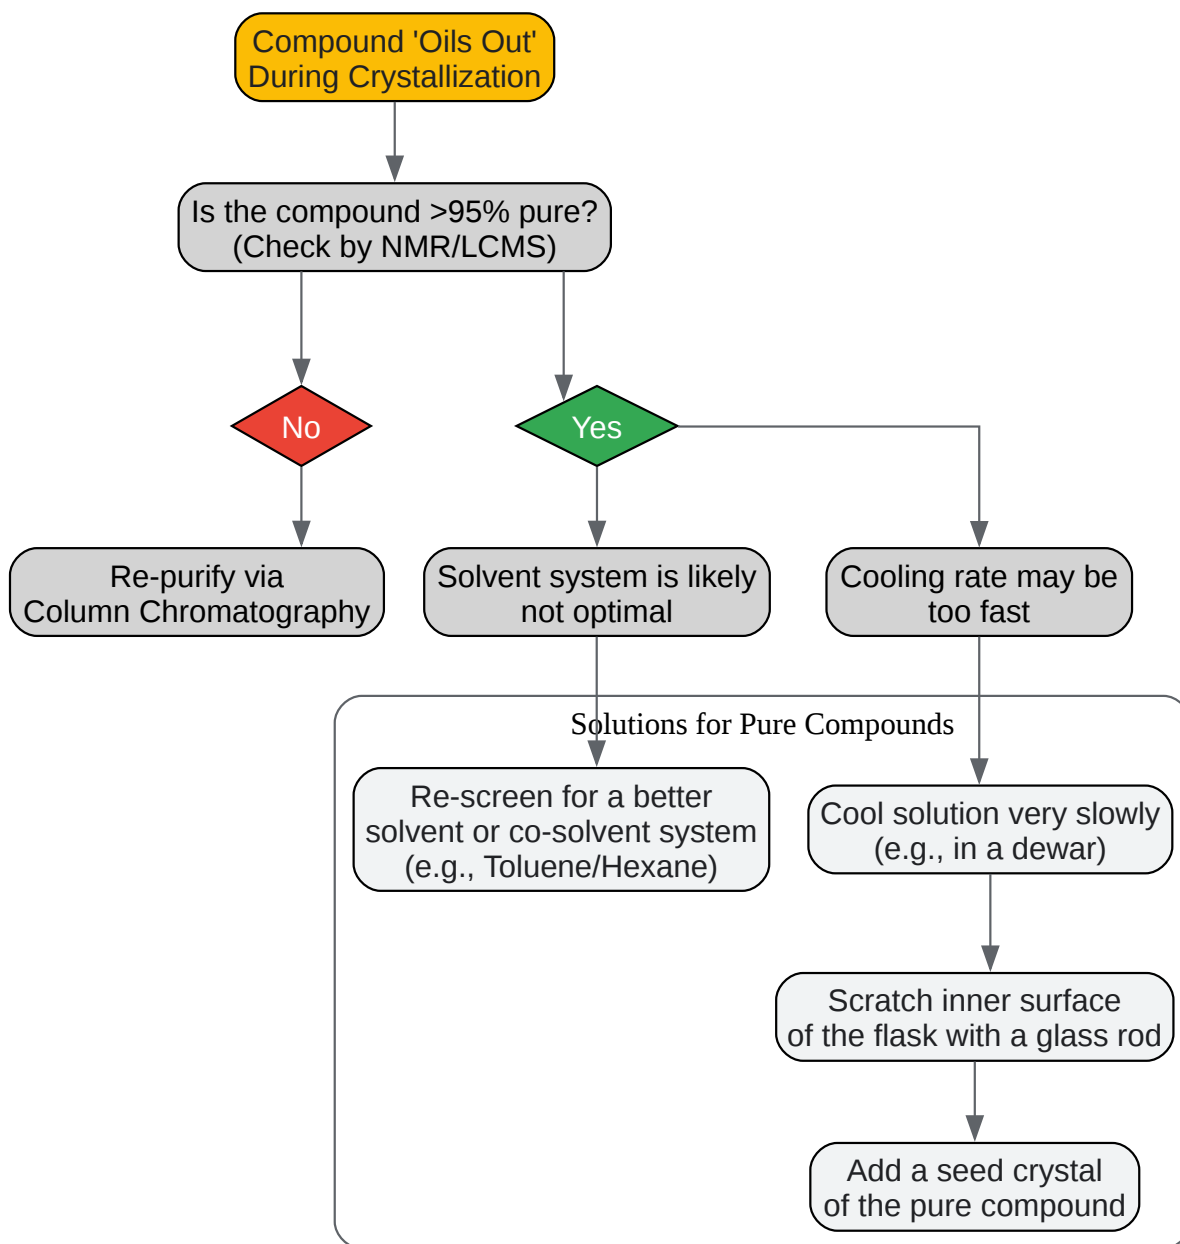 Compound 'Oils Out'
During Crystallization
Is the compound >95% pure?
(Check by NMR/LCMS)
No
Yes
Re-purify via
Column Chromatography
Solvent system is likely
not optimal
Cooling rate may be
too fast
Solutions for Pure Compounds
Re-screen for a better
solvent or co-solvent system
(e.g., Toluene/Hexane)
Cool solution very slowly
(e.g., in a dewar)
Scratch inner surface
of the flask with a glass rod
Add a seed crystal
of the pure compound